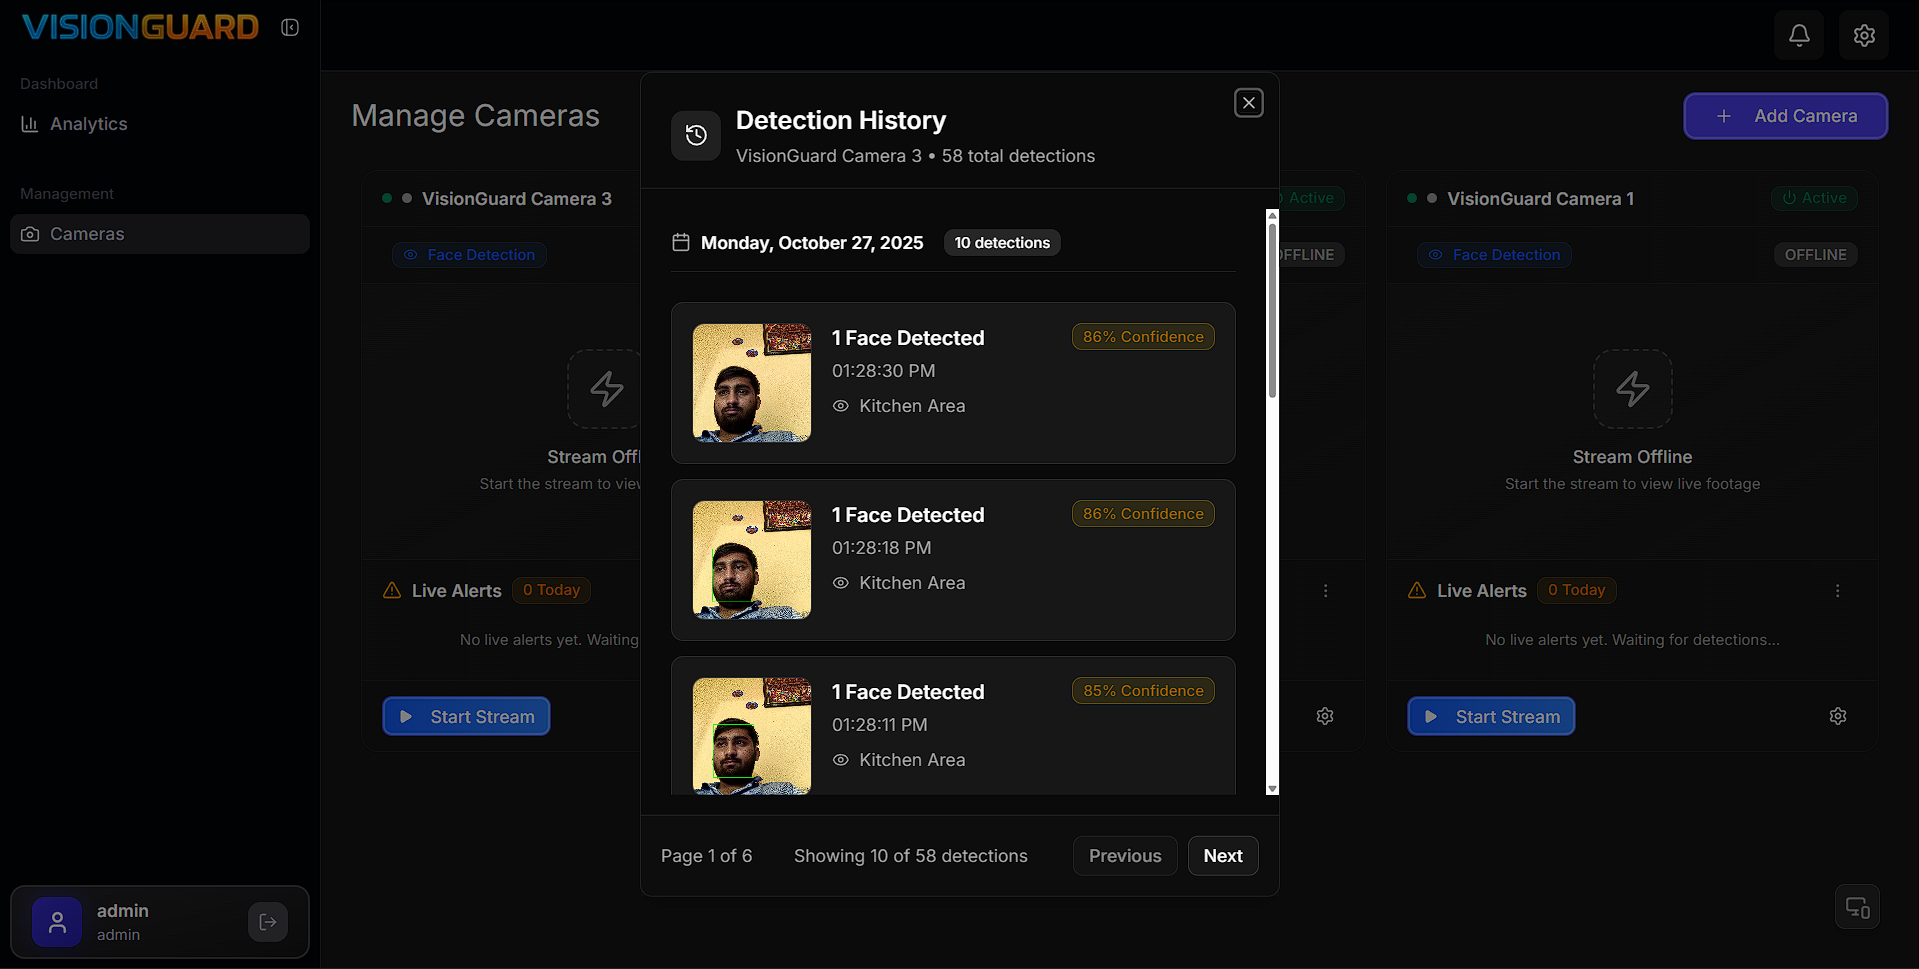 VISIONGUARD
Dashboard
Analytics
Management
Cameras
admin
admin
Manage Cameras
Add Camera
VisionGuard Camera 3
Face Detection
Stream Offl
Start the stream to view
Live Alerts
0 Today
No live alerts yet. Waiting
Start Stream
Detection History
VisionGuard Camera 3 • 58 total detections
Monday, October 27, 2025
10 detections
1 Face Detected
86% Confidence
01:28:30 PM
Kitchen Area
1 Face Detected
86% Confidence
01:28:18 PM
Kitchen Area
1 Face Detected
85% Confidence
01:28:11 PM
Kitchen Area
Page 1 of 6
Showing 10 of 58 detections
Previous
Next
Active
OFFLINE
VisionGuard Camera 1
Active
Face Detection
OFFLINE
Stream Offline
Start the stream to view live footage
Live Alerts
0 Today
No live alerts yet. Waiting for detections...
Start Stream